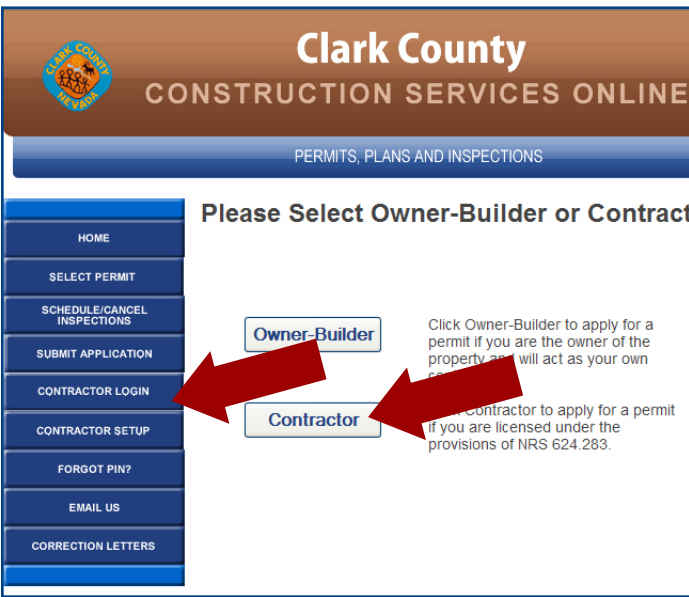 CLARK COUNTY
NEVADA
Clark County
CONSTRUCTION SERVICES ONLINE
PERMITS, PLANS AND INSPECTIONS
HOME
SELECT PERMIT
SCHEDULE/CANCEL
INSPECTIONS
SUBMIT APPLICATION
CONTRACTOR LOGIN
CONTRACTOR SETUP
FORGOT PIN?
EMAIL US
CORRECTION LETTERS
Please Select Owner-Builder or Contract
Owner-Builder
Click Owner-Builder to apply for a
permit if you are the owner of the
property and will act as your own
Contractor
Contractor to apply for a permit
if you are licensed under the
provisions of NRS 624.283.